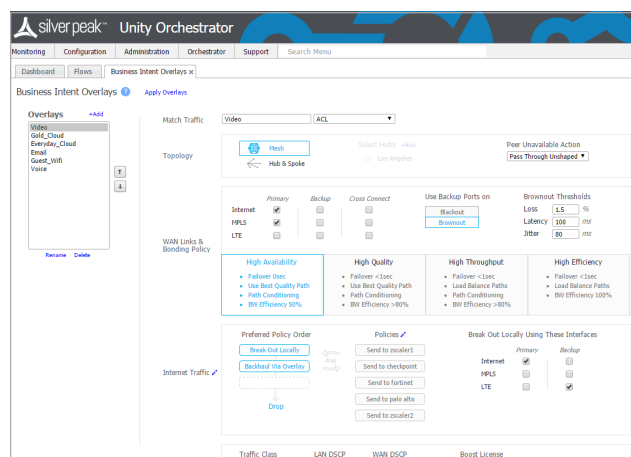 silver peak™ Unity Orchestrator
Monitoring Configuration Administration Orchestrator Support Search Menu
Dashboard Flows Business Intent Overlays ×
Business Intent Overlays ? Apply Overlays
Overlays +Add
Video
Gold_Cloud
Everyday_Cloud
Email
Guest_Wifi
Voice
Rename Delete
Match Traffic Video ACL
Topology
Mesh
Hub & Spoke
Select Hubs +Add
Los-Angeles
Peer Unavailable Action
Pass Through Unshaped
WAN Links &
Bonding Policy
Primary Backup Cross Connect
Internet
MPLS
LTE
Use Backup Ports on
Blackout
Brownout
Brownout Thresholds
Loss 1.5 %
Latency 100 ms
Jitter 80 ms
High Availability
• Failover 0sec
• Use Best Quality Path
• Path Conditioning
• BW Efficiency 50%
High Quality
• Failover <1sec
• Use Best Quality Path
• Path Conditioning
• BW Efficiency >80%
High Throughput
• Failover <1sec
• Load Balance Paths
• Path Conditioning
• BW Efficiency >80%
High Efficiency
• Failover <1sec
• Load Balance Paths
• BW Efficiency 100%
Internet Traffic
Preferred Policy Order
Break Out Locally
Backhaul Via Overlay
Drop
drag
Policies
Send to zscaler1
Send to checkpoint
Send to fortinet
Send to palo alto
Send to zscaler2
Break Out Locally Using These Interfaces
Primary Backup
Internet
MPLS
LTE
Traffic Class LAN DSCP WAN DSCP Boost License